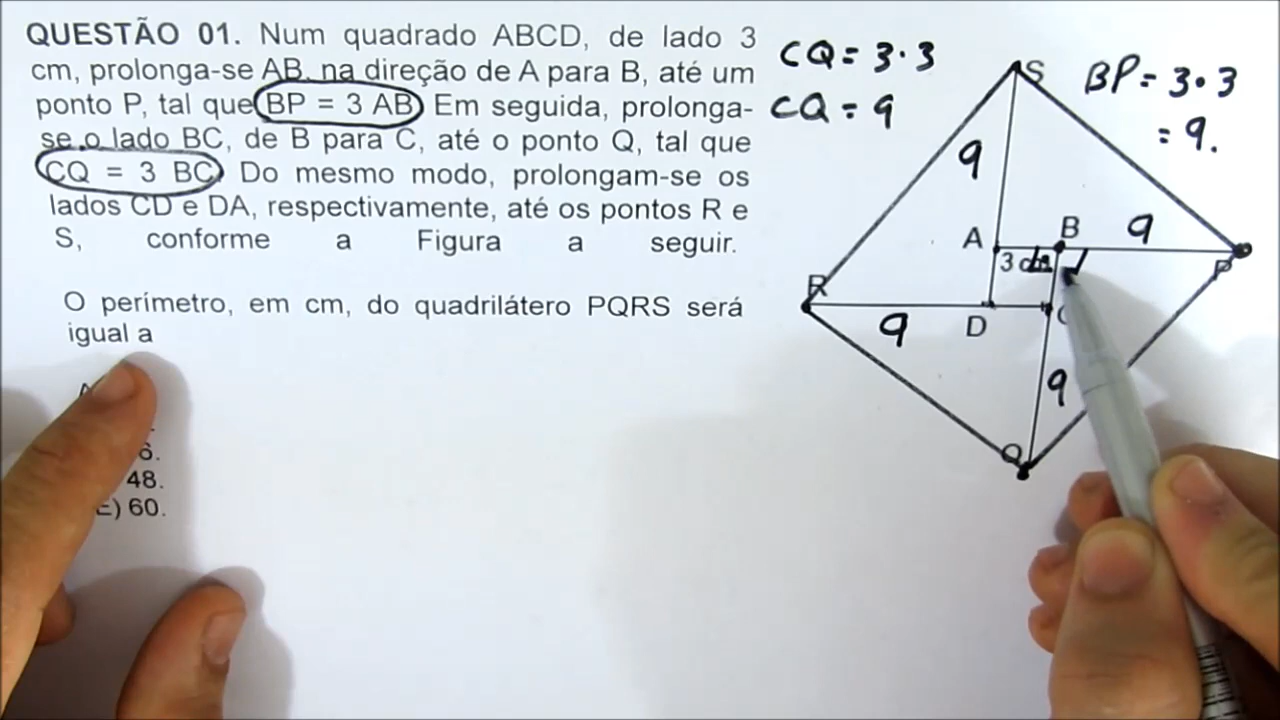 QUESTÃO 01. Num quadrado ABCD, de lado 3
cm, prolonga-se AB, na direção de A para B, até um
ponto P, tal que BP = 3 AB. Em seguida, prolonga-
se o lado BC, de B para C, até o ponto Q, tal que
CQ = 3 BC. Do mesmo modo, prolongam-se os
lados CD e DA, respectivamente, até os pontos R e
S, conforme a Figura a seguir.
O perímetro, em cm, do quadrilátero PQRS será
igual a
6.
48.
E) 60.
CQ = 3.3
CQ = 9
BP = 3.3
= 9.
S
9
A
B
9
3 cm
P
R
9
D
C
9
Q